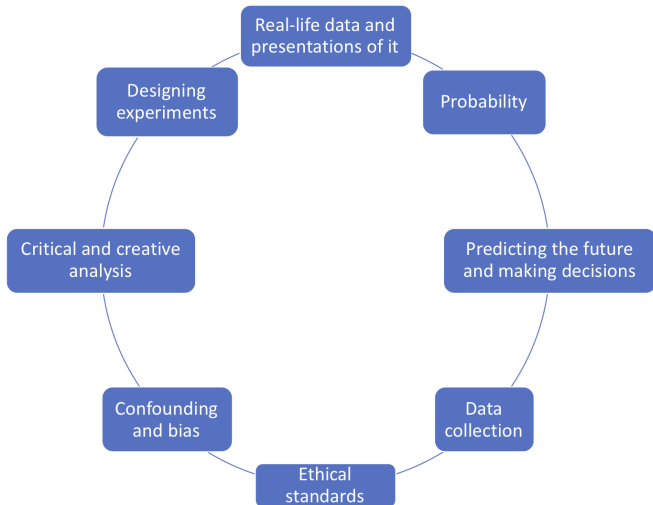 Real-life data and
presentations of it
Probability
Predicting the future
and making decisions
Data
collection
Ethical
standards
Confounding
and bias
Critical and creative
analysis
Designing
experiments